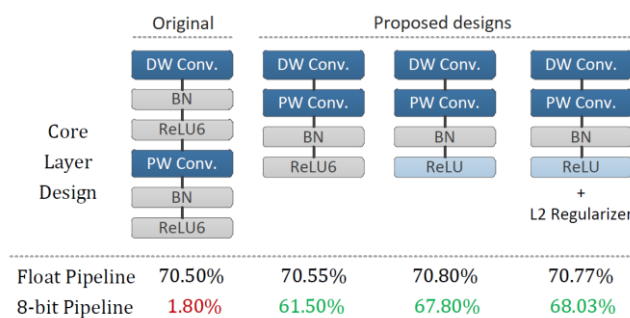 Original Proposed designs
DW Conv. DW Conv. DW Conv. DW Conv.
BN PW Conv. PW Conv. PW Conv.
ReLU6 BN BN BN
PW Conv. ReLU6 ReLU ReLU
BN +
ReLU6 L2 Regularizer
Core
Layer
Design
Float Pipeline 70.50% 70.55% 70.80% 70.77%
8-bit Pipeline 1.80% 61.50% 67.80% 68.03%